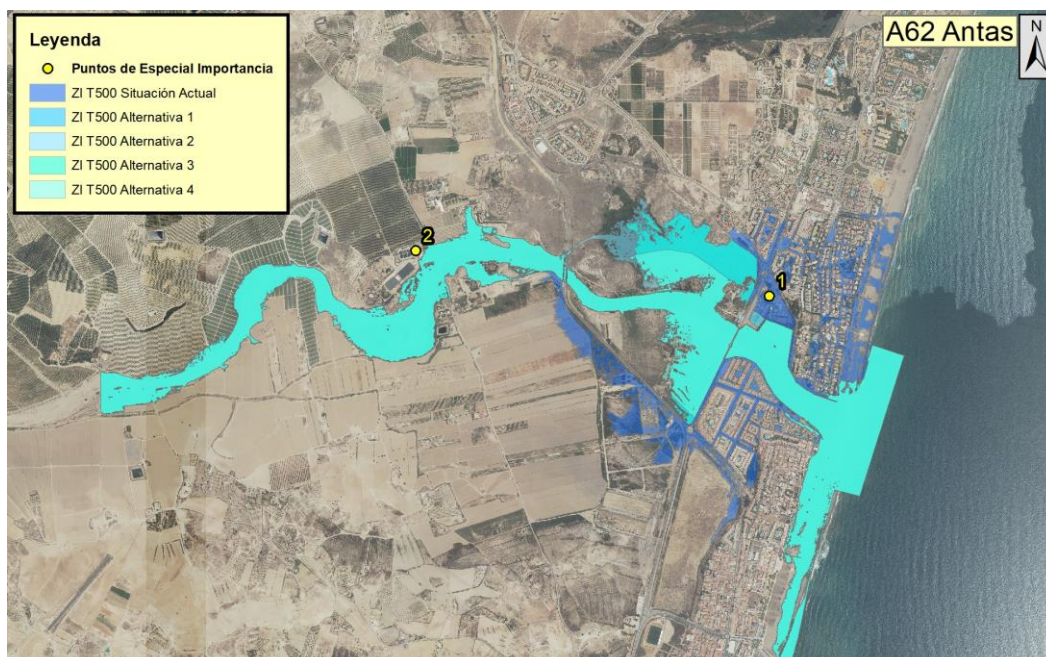 Leyenda
Puntos de Especial Importancia
ZI T500 Situación Actual
ZI T500 Alternativa 1
ZI T500 Alternativa 2
ZI T500 Alternativa 3
ZI T500 Alternativa 4
A62 Antas
N
2
1